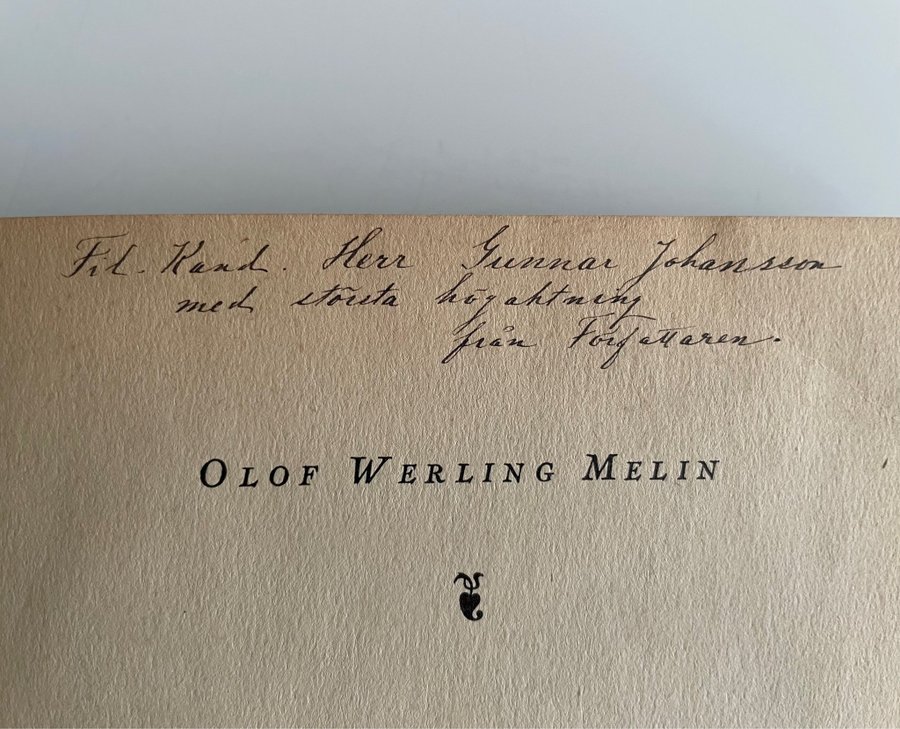 Fil. Kand. Herr Gunnar Johansson
med största högaktning
från Författaren.
OLOF WERLING MELIN